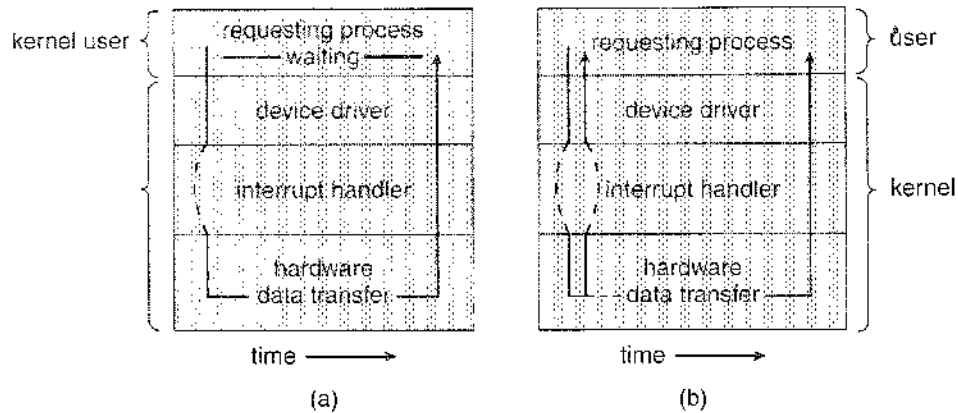 kernel user
requesting process
waiting
device driver
interrupt handler
hardware
data transfer
time
(a)
requesting process
device driver
interrupt handler
hardware
data transfer
user
kernel
time
(b)